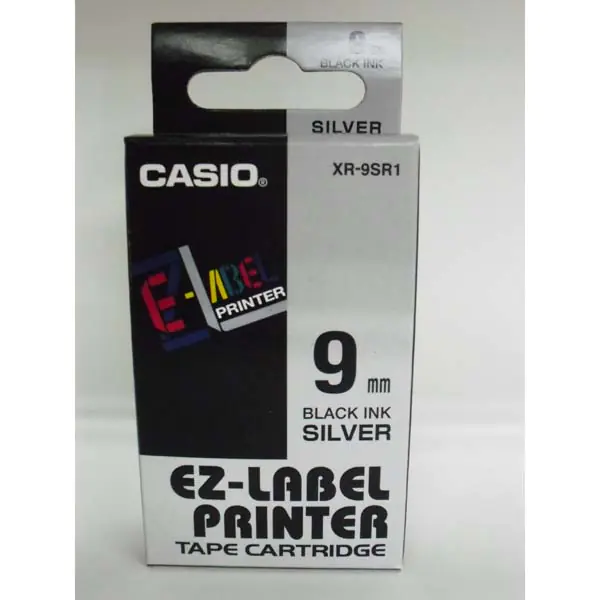 9
BLACK INK
SILVER
CASIO®
XR-9SR1
EZ-LABEL
PRINTER
9 mm
BLACK INK
SILVER
EZ-LABEL
PRINTER
TAPE CARTRIDGE